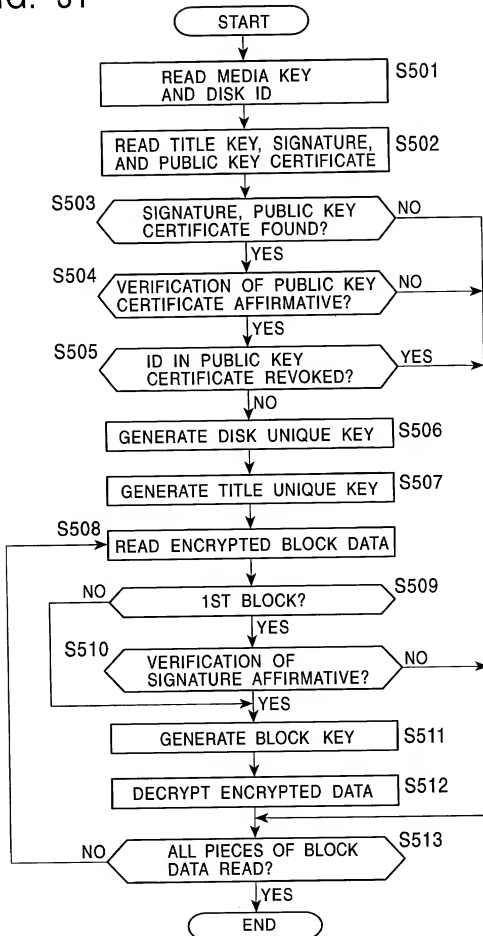 START
READ MEDIA KEY
AND DISK ID
S501
READ TITLE KEY, SIGNATURE,
AND PUBLIC KEY CERTIFICATE
S502
S503
SIGNATURE, PUBLIC KEY
CERTIFICATE FOUND?
NO
YES
S504
VERIFICATION OF PUBLIC KEY
CERTIFICATE AFFIRMATIVE?
NO
YES
S505
ID IN PUBLIC KEY
CERTIFICATE REVOKED?
YES
NO
GENERATE DISK UNIQUE KEY
S506
GENERATE TITLE UNIQUE KEY
S507
S508
READ ENCRYPTED BLOCK DATA
NO
1ST BLOCK?
S509
YES
S510
VERIFICATION OF
SIGNATURE AFFIRMATIVE?
NO
YES
GENERATE BLOCK KEY
S511
DECRYPT ENCRYPTED DATA
S512
NO
ALL PIECES OF BLOCK
DATA READ?
S513
YES
END